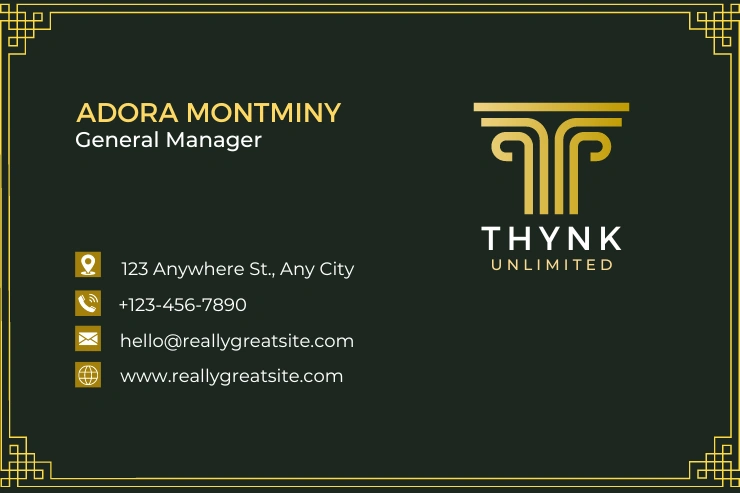 ADORA MONTMINY
General Manager
THYNK
UNLIMITED
123 Anywhere St., Any City
+123-456-7890
hello@reallygreatsite.com
www.reallygreatsite.com